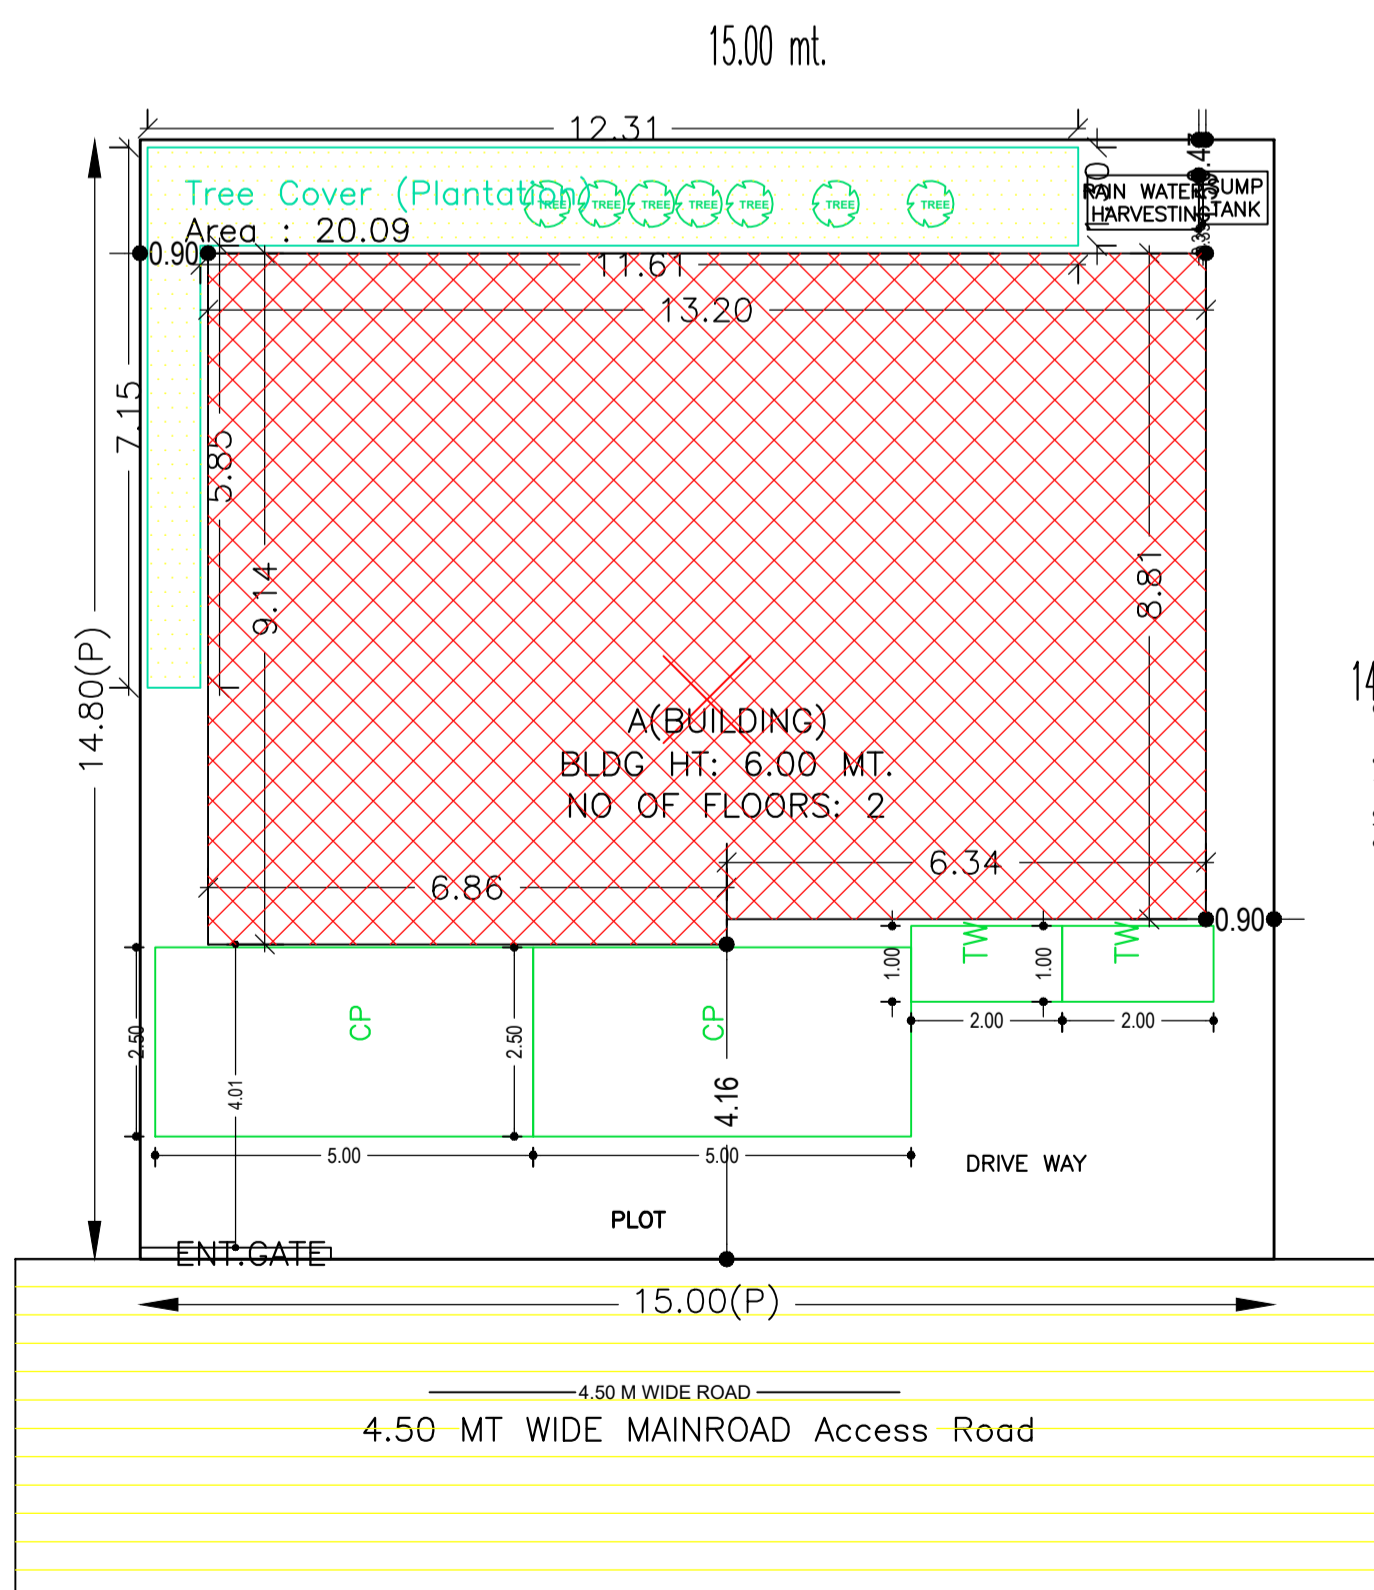 15.00 mt.
12.31
Tree Cover (Plantation)
TREE
TREE
TREE
TREE
TREE
TREE
TREE
RAIN WATER
HARVESTING
SUMP
TANK
Area : 20.09
0.90
11.61
13.20
7.15
5.85
9.14
8.81
14.80(P)
14
A(BUILDING)
BLDG HT: 6.00 MT.
NO OF FLOORS: 2
6.86
6.34
0.90
TW
TW
1.00
1.00
2.00
2.00
CP
CP
2.50
2.50
4.01
4.16
5.00
5.00
DRIVE WAY
PLOT
ENT.GATE
15.00(P)
4.50 M WIDE ROAD
4.50 MT WIDE MAINROAD Access Road